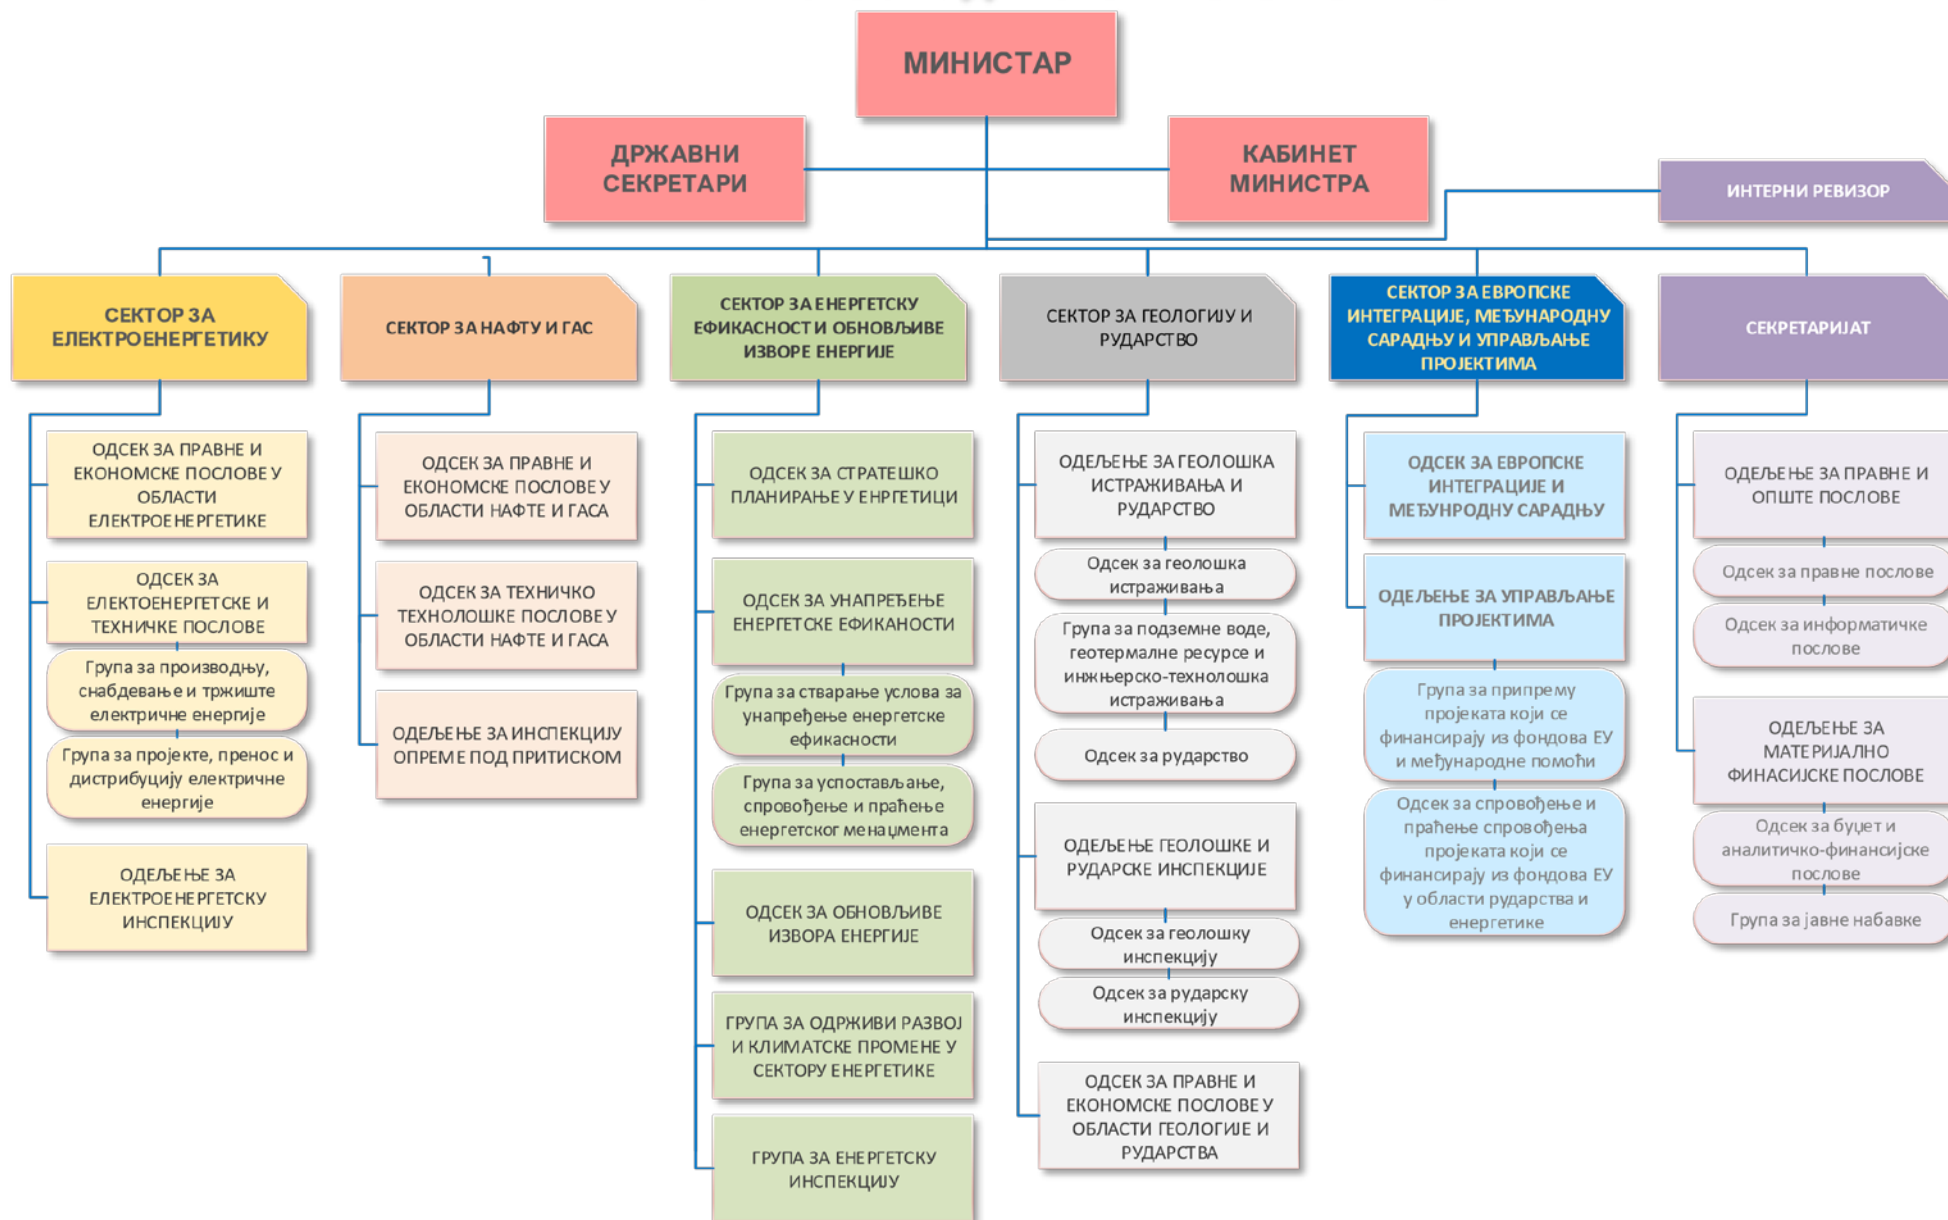 МИНИСТАР
ДРЖАВНИ
СЕКРЕТАРИ
КАБИНЕТ
МИНИСТРА
ИНТЕРНИ РЕВИЗОР
СЕКТОР ЗА
ЕЛЕКТРОЕНЕРГЕТИКУ
СЕКТОР ЗА НАФТУ И ГАС
СЕКТОР ЗА ЕНЕРГЕТСКУ
ЕФИКАСНОСТ И ОБНОВЉИВЕ
ИЗВОРЕ ЕНЕРГИЈЕ
СЕКТОР ЗА ГЕОЛОГИЈУ И
РУДАРСТВО
СЕКТОР ЗА ЕВРОПСКЕ
ИНТЕГРАЦИЈЕ, МЕЂУНАРОДНУ
САРАДЊУ И УПРАВЉАЊЕ
ПРОЈЕКТИМА
СЕКРЕТАРИЈАТ
ОДСЕК ЗА ПРАВНЕ И
ЕКОНОМСКЕ ПОСЛОВЕ У
ОБЛАСТИ
ЕЛЕКТРОЕНЕРГЕТИКЕ
ОДСЕК ЗА
ЕЛЕКТОЕНЕРГЕТСКЕ И
ТЕХНИЧКЕ ПОСЛОВЕ
Група за производњу,
снабдевање и тржиште
електричне енергије
Група за пројекте, пренос и
дистрибуцију електричне
енергије
ОДЕЉЕЊЕ ЗА
ЕЛЕКТРОЕНЕРГЕТСКУ
ИНСПЕКЦИЈУ
ОДСЕК ЗА ПРАВНЕ И
ЕКОНОМСКЕ ПОСЛОВЕ У
ОБЛАСТИ НАФТЕ И ГАСА
ОДСЕК ЗА ТЕХНИЧКО
ТЕХНОЛОШКЕ ПОСЛОВЕ У
ОБЛАСТИ НАФТЕ И ГАСА
ОДЕЉЕЊЕ ЗА ИНСПЕКЦИЈУ
ОПРЕМЕ ПОД ПРИТИСКОМ
ОДСЕК ЗА СТРАТЕШКО
ПЛАНИРАЊЕ У ЕНРГЕТИЦИ
ОДСЕК ЗА УНАПРЕЂЕЊЕ
ЕНЕРГЕТСКЕ ЕФИКАНОСТИ
Група за стварање услова за
унапређење енергетске
ефикасности
Група за успостављање,
спровођење и праћење
енергетског менаџмента
ОДСЕК ЗА ОБНОВЉИВЕ
ИЗВОРА ЕНЕРГИЈЕ
ГРУПА ЗА ОДРЖИВИ РАЗВОЈ
И КЛИМАТСКЕ ПРОМЕНЕ У
СЕКТОРУ ЕНЕРГЕТИКЕ
ГРУПА ЗА ЕНЕРГЕТСКУ
ИНСПЕКЦИЈУ
ОДЕЉЕЊЕ ЗА ГЕОЛОШКА
ИСТРАЖИВАЊА И
РУДАРСТВО
Одсек за геолошка
истраживања
Група за подземне воде,
геотермалне ресурсе и
инжњерско-технолошка
истраживања
Одсек за рударство
ОДЕЉЕЊЕ ГЕОЛОШКЕ И
РУДАРСКЕ ИНСПЕКЦИЈЕ
Одсек за геолошку
инспекцију
Одсек за рударску
инспекцију
ОДСЕК ЗА ПРАВНЕ И
ЕКОНОМСКЕ ПОСЛОВЕ У
ОБЛАСТИ ГЕОЛОГИЈЕ И
РУДАРСТВА
ОДСЕК ЗА ЕВРОПСКЕ
ИНТЕГРАЦИЈЕ И
МЕЂУНРОДНУ САРАДЊУ
ОДЕЉЕЊЕ ЗА УПРАВЉАЊЕ
ПРОЈЕКТИМА
Група за припрему
пројеката који се
финансирају из фондова ЕУ
и међународне помоћи
Одсек за спровођење и
праћење спровођења
пројеката који се
финансирају из фондова ЕУ
у области рударства и
енергетике
ОДЕЉЕЊЕ ЗА ПРАВНЕ И
ОПШТЕ ПОСЛОВЕ
Одсек за правне послове
Одсек за информатичке
послове
ОДЕЉЕЊЕ ЗА
МАТЕРИЈАЛНО
ФИНАСИЈСКЕ ПОСЛОВЕ
Одсек за буџет и
аналитичко-финансијске
послове
Група за јавне набавке